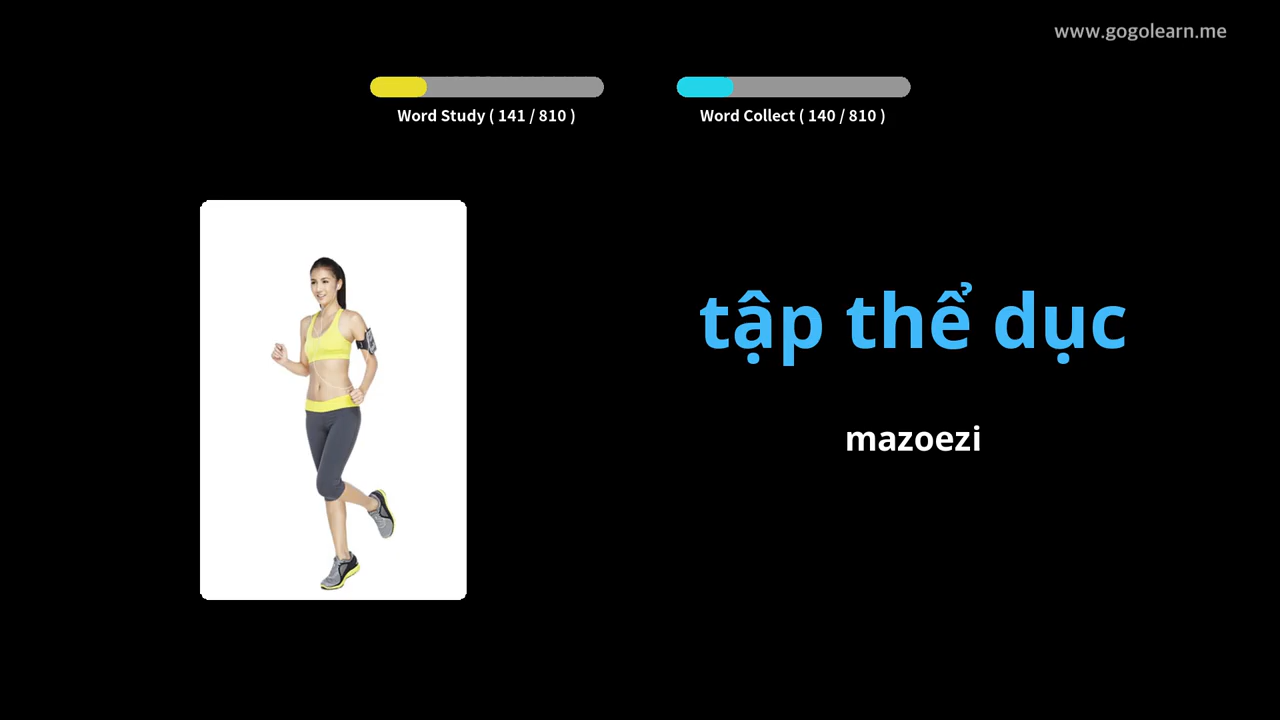 www.gogolearn.me
Word Study ( 141 / 810 )
Word Collect ( 140 / 810 )
tập thể dục
mazoezi